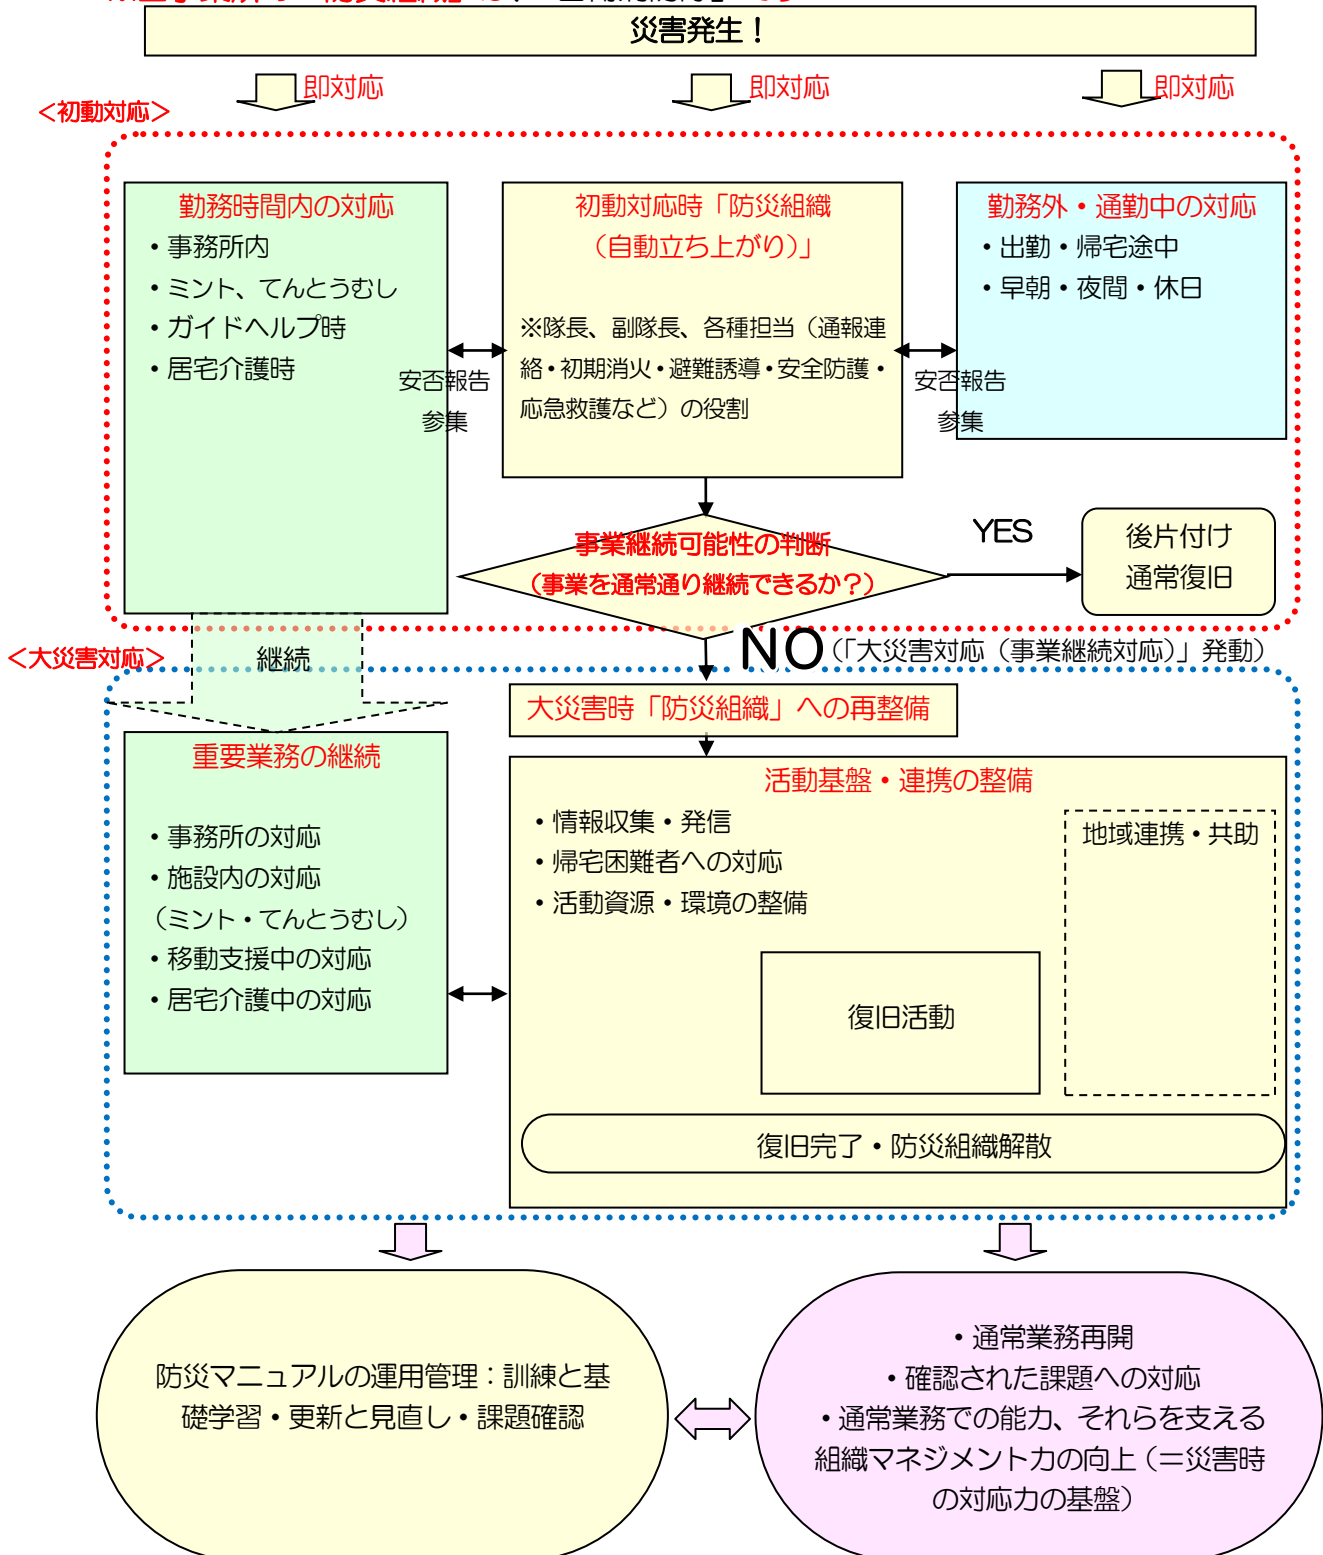 災害発生！
即対応
即対応
即対応
＜初動対応＞
勤務時間内の対応
・事務所内
・ミント、てんとうむし
・ガイドヘルプ時
・居宅介護時
安否報告
参集
初動対応時「防災組織
（自動立ち上がり）」
※隊長、副隊長、各種担当（通報連
絡・初期消火・避難誘導・安全防護・
応急救護など）の役割
安否報告
参集
勤務外・通勤中の対応
・出勤・帰宅途中
・早朝・夜間・休日
事業継続可能性の判断
（事業を通常通り継続できるか？）
YES
後片付け
通常復旧
NO（「大災害対応（事業継続対応）」発動）
＜大災害対応＞
継続
大災害時「防災組織」への再整備
重要業務の継続
・事務所の対応
・施設内の対応
（ミント・てんとうむし）
・移動支援中の対応
・居宅介護中の対応
活動基盤・連携の整備
・情報収集・発信
・帰宅困難者への対応
・活動資源・環境の整備
地域連携・共助
復旧活動
復旧完了・防災組織解散
防災マニュアルの運用管理：訓練と基
礎学習・更新と見直し・課題確認
・通常業務再開
・確認された課題への対応
・通常業務での能力、それらを支える
組織マネジメント力の向上（＝災害時
の対応力の基盤）